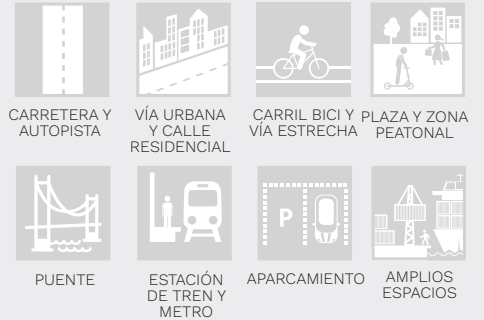 CARRETERA Y
AUTOPISTA
VÍA URBANA
Y CALLE
RESIDENCIAL
CARRIL BICI Y
VÍA ESTRECHA
PLAZA Y ZONA
PEATONAL
P
PUENTE
ESTACIÓN
DE TREN Y
METRO
APARCAMIENTO
AMPLIOS
ESPACIOS